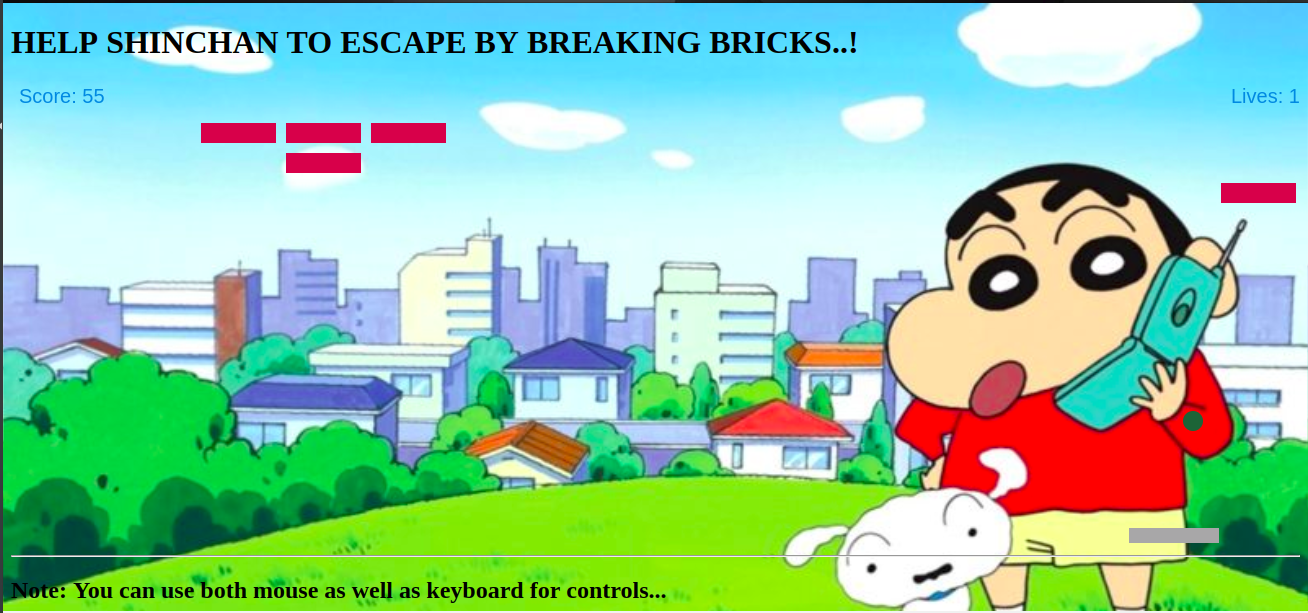 HELP SHINCHAN TO ESCAPE BY BREAKING BRICKS..!
Score: 55
Lives: 1
Note: You can use both mouse as well as keyboard for controls...